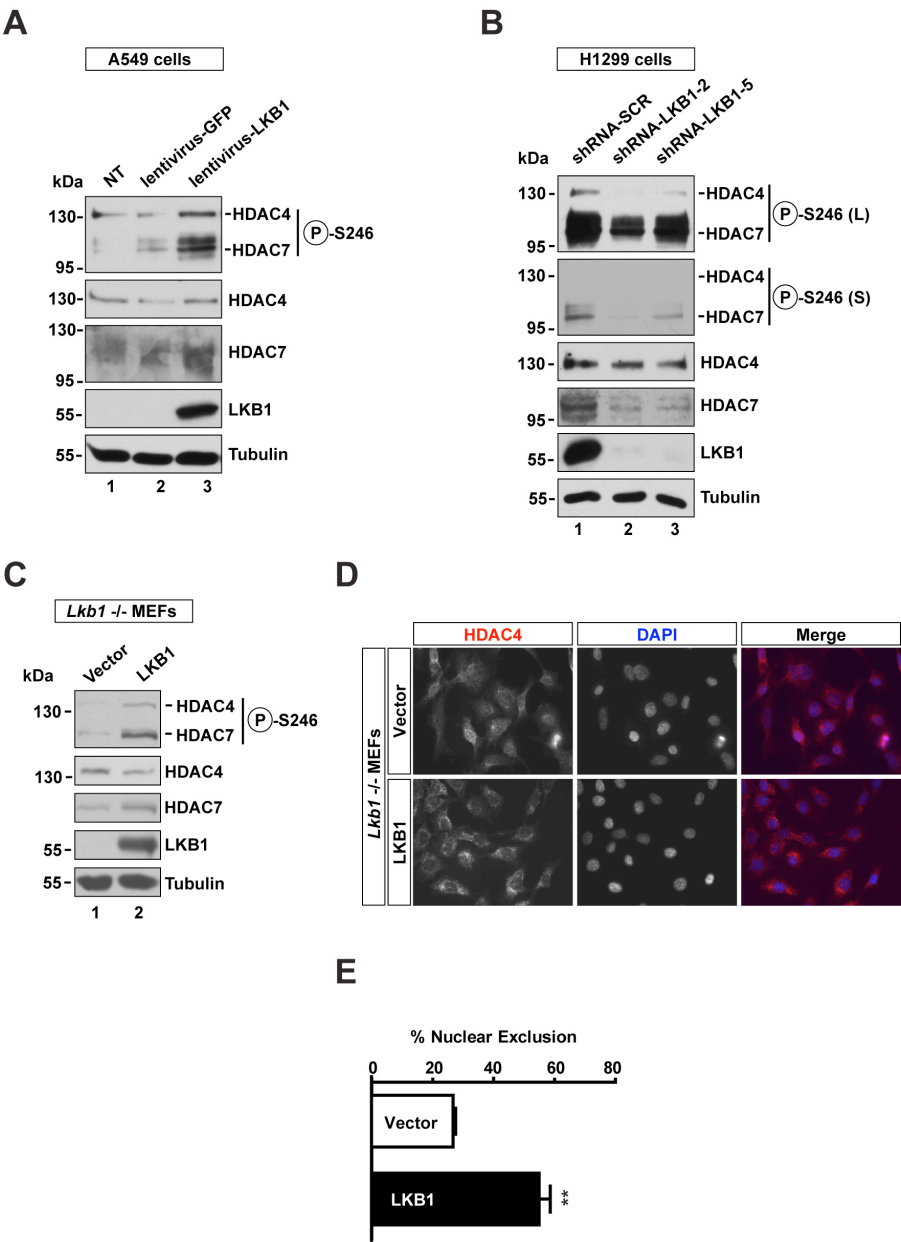 A
A549 cells
kDa
NT
lentivirus-GFP
lentivirus-LKB1
130-
95-
-HDAC4
-HDAC7
P-S246
130-
HDAC4
130-
95-
HDAC7
55-
LKB1
55-
Tubulin
1 2 3
B
H1299 cells
kDa
shRNA-SCR
shRNA-LKB1-2
shRNA-LKB1-5
130-
95-
-HDAC4
-HDAC7
P-S246 (L)
130-
95-
-HDAC4
-HDAC7
P-S246 (S)
130-
HDAC4
95-
HDAC7
55-
LKB1
55-
Tubulin
1 2 3
C
Lkb1 -/- MEFs
kDa
Vector
LKB1
130-
-HDAC4
-HDAC7
P-S246
130-
HDAC4
HDAC7
55-
LKB1
55-
Tubulin
1 2
D
HDAC4 DAPI Merge
Lkb1 -/- MEFs
Vector
LKB1
E
% Nuclear Exclusion
0 20 40 60 80
Vector
LKB1
**